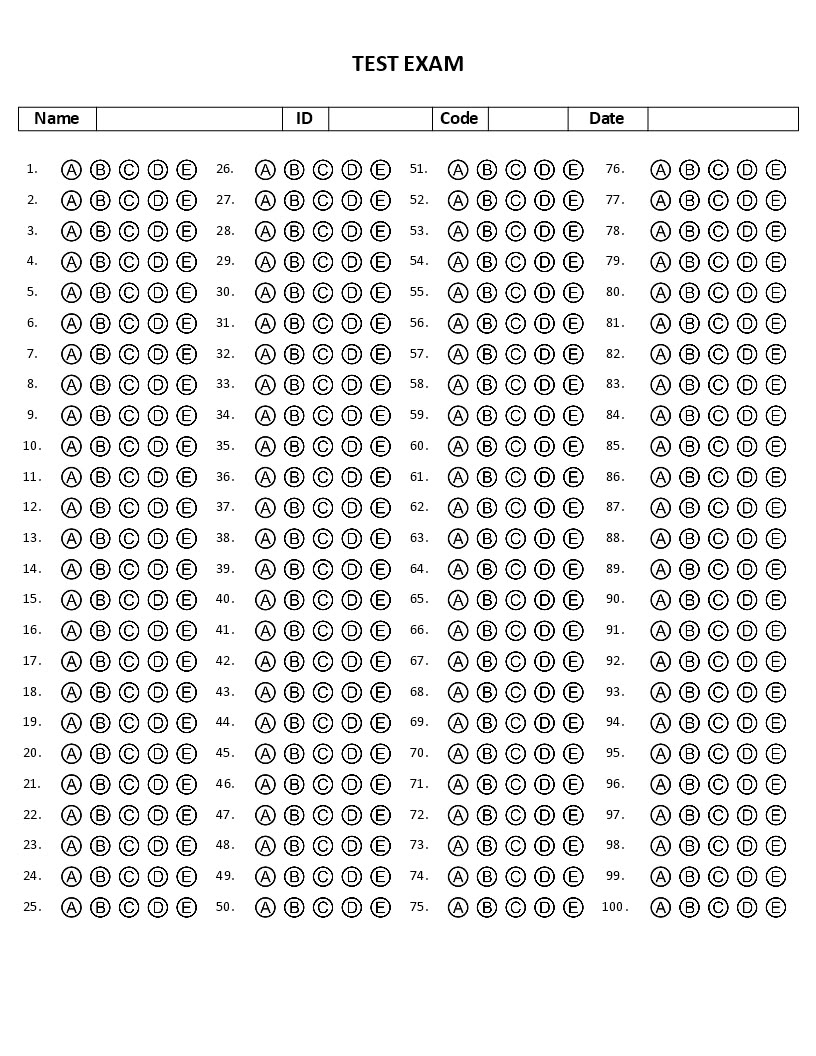 TEST EXAM
Name ID Code Date
1. A B C D E 26. A B C D E 51. A B C D E 76. A B C D E
2. A B C D E 27. A B C D E 52. A B C D E 77. A B C D E
3. A B C D E 28. A B C D E 53. A B C D E 78. A B C D E
4. A B C D E 29. A B C D E 54. A B C D E 79. A B C D E
5. A B C D E 30. A B C D E 55. A B C D E 80. A B C D E
6. A B C D E 31. A B C D E 56. A B C D E 81. A B C D E
7. A B C D E 32. A B C D E 57. A B C D E 82. A B C D E
8. A B C D E 33. A B C D E 58. A B C D E 83. A B C D E
9. A B C D E 34. A B C D E 59. A B C D E 84. A B C D E
10. A B C D E 35. A B C D E 60. A B C D E 85. A B C D E
11. A B C D E 36. A B C D E 61. A B C D E 86. A B C D E
12. A B C D E 37. A B C D E 62. A B C D E 87. A B C D E
13. A B C D E 38. A B C D E 63. A B C D E 88. A B C D E
14. A B C D E 39. A B C D E 64. A B C D E 89. A B C D E
15. A B C D E 40. A B C D E 65. A B C D E 90. A B C D E
16. A B C D E 41. A B C D E 66. A B C D E 91. A B C D E
17. A B C D E 42. A B C D E 67. A B C D E 92. A B C D E
18. A B C D E 43. A B C D E 68. A B C D E 93. A B C D E
19. A B C D E 44. A B C D E 69. A B C D E 94. A B C D E
20. A B C D E 45. A B C D E 70. A B C D E 95. A B C D E
21. A B C D E 46. A B C D E 71. A B C D E 96. A B C D E
22. A B C D E 47. A B C D E 72. A B C D E 97. A B C D E
23. A B C D E 48. A B C D E 73. A B C D E 98. A B C D E
24. A B C D E 49. A B C D E 74. A B C D E 99. A B C D E
25. A B C D E 50. A B C D E 75. A B C D E 100. A B C D E